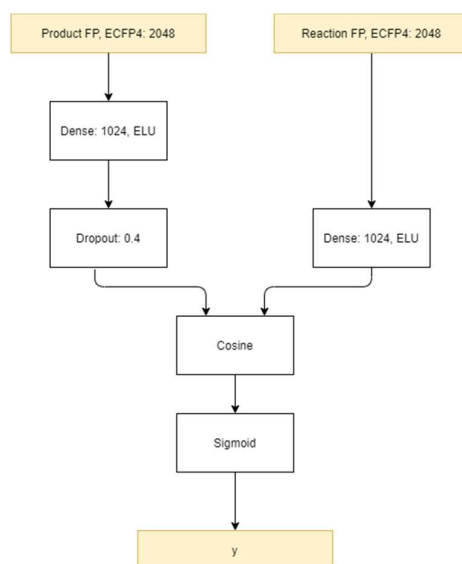 Product FP, ECFP4: 2048
Reaction FP, ECFP4: 2048
Dense: 1024, ELU
Dropout: 0.4
Dense: 1024, ELU
Cosine
Sigmoid
y